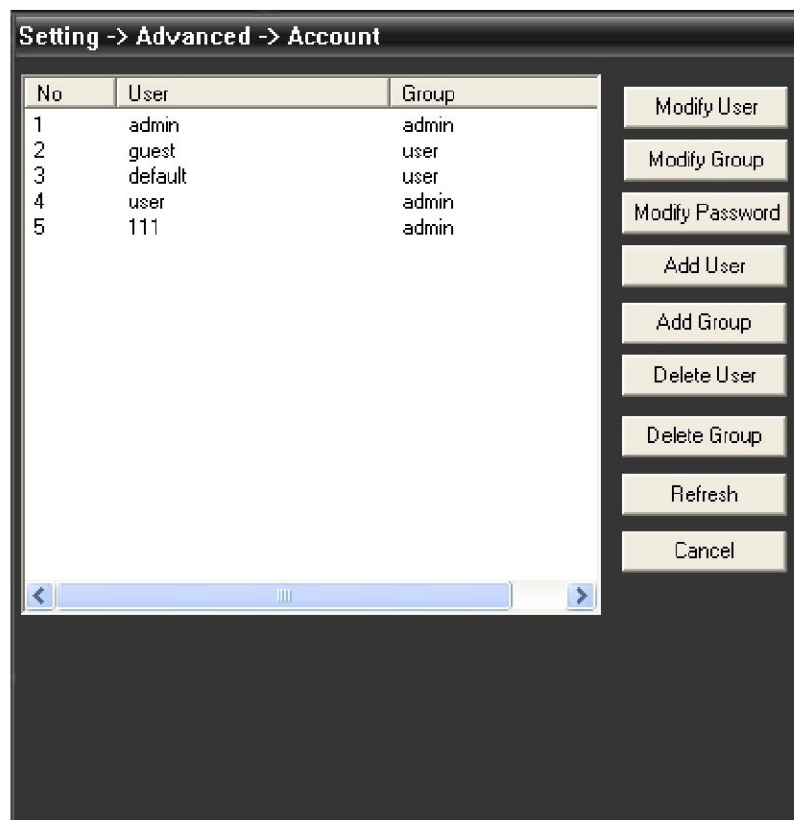 Setting -> Advanced -> Account
No User Group
1 admin admin
2 guest user
3 default user
4 user admin
5 111 admin
Modify User
Modify Group
Modify Password
Add User
Add Group
Delete User
Delete Group
Refresh
Cancel